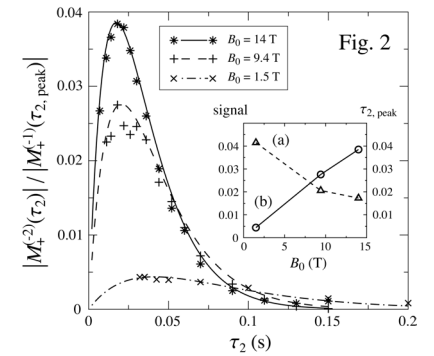 0.04
0.03
0.02
0.01
0
|M₊⁽⁻²⁾(τ₂)| / |M₊⁽⁻¹⁾(τ₂,peak)|
B₀ = 14 T
B₀ = 9.4 T
B₀ = 1.5 T
Fig. 2
signal
τ₂, peak
0.04
0.03
0.02
0.01
0
(a)
(b)
0.04
0.03
0.02
0.01
0
0 5 10 15
B₀ (T)
0 0.05 0.1 0.15 0.2
τ₂ (s)